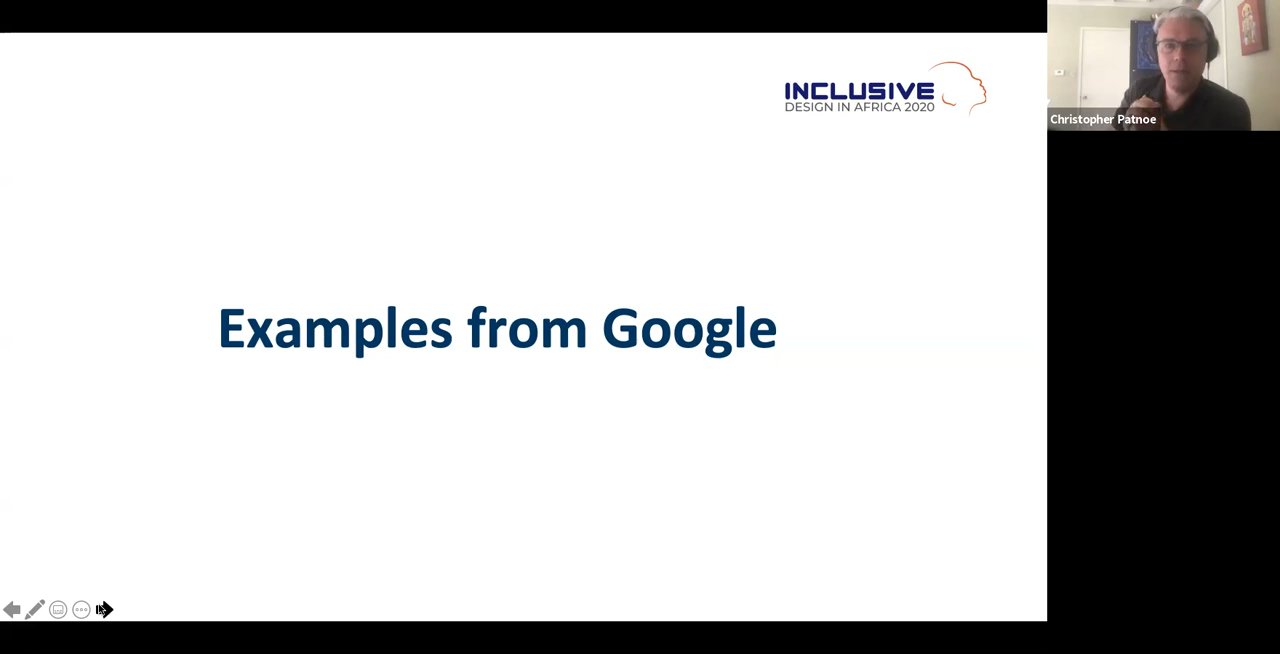 INCLUSIVE
DESIGN IN AFRICA 2020
Christopher Patnoe
Examples from Google